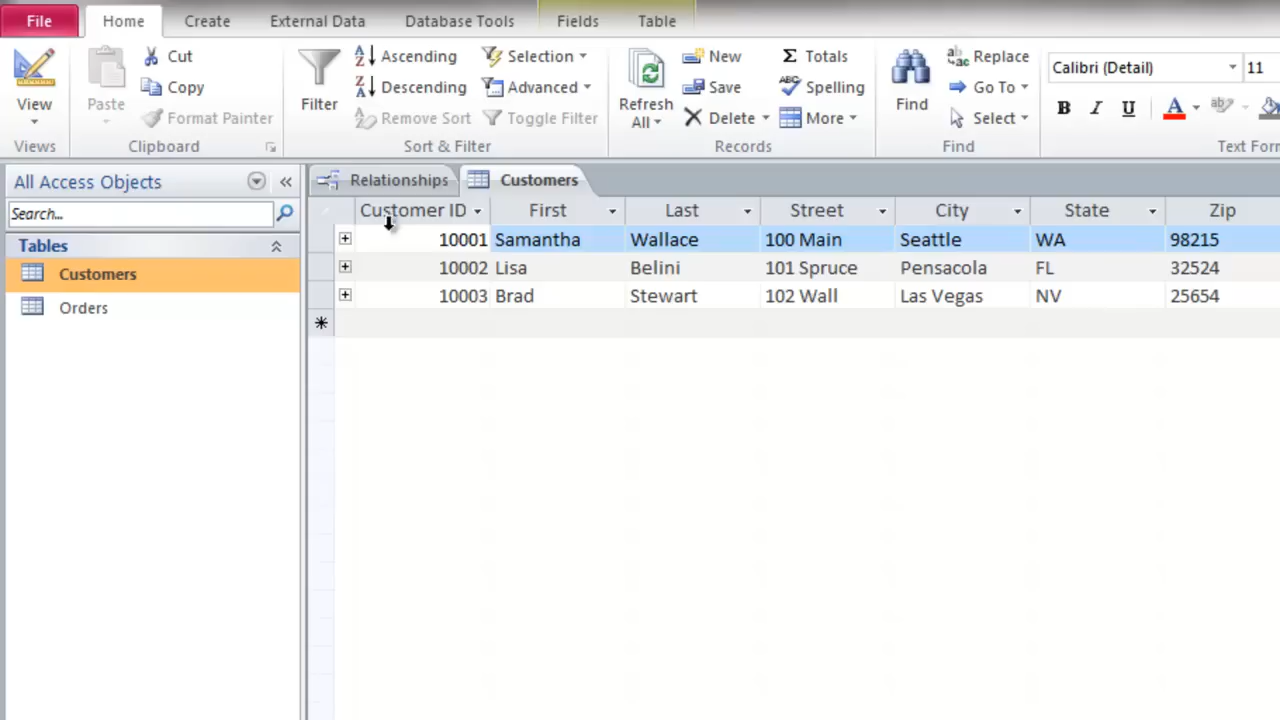 File Home Create External Data Database Tools Fields Table
View
Views
Paste
Cut
Copy
Format Painter
Clipboard
Filter
Ascending
Descending
Remove Sort
Selection
Advanced
Toggle Filter
Sort & Filter
Refresh
All
New
Save
Delete
Totals
Spelling
More
Records
Find
Replace
Go To
Select
Find
Calibri (Detail) 11
B I U A
Text Form
All Access Objects
Search...
Tables
Customers
Orders
Relationships Customers
Customer ID First Last Street City State Zip
10001 Samantha Wallace 100 Main Seattle WA 98215
10002 Lisa Belini 101 Spruce Pensacola FL 32524
10003 Brad Stewart 102 Wall Las Vegas NV 25654